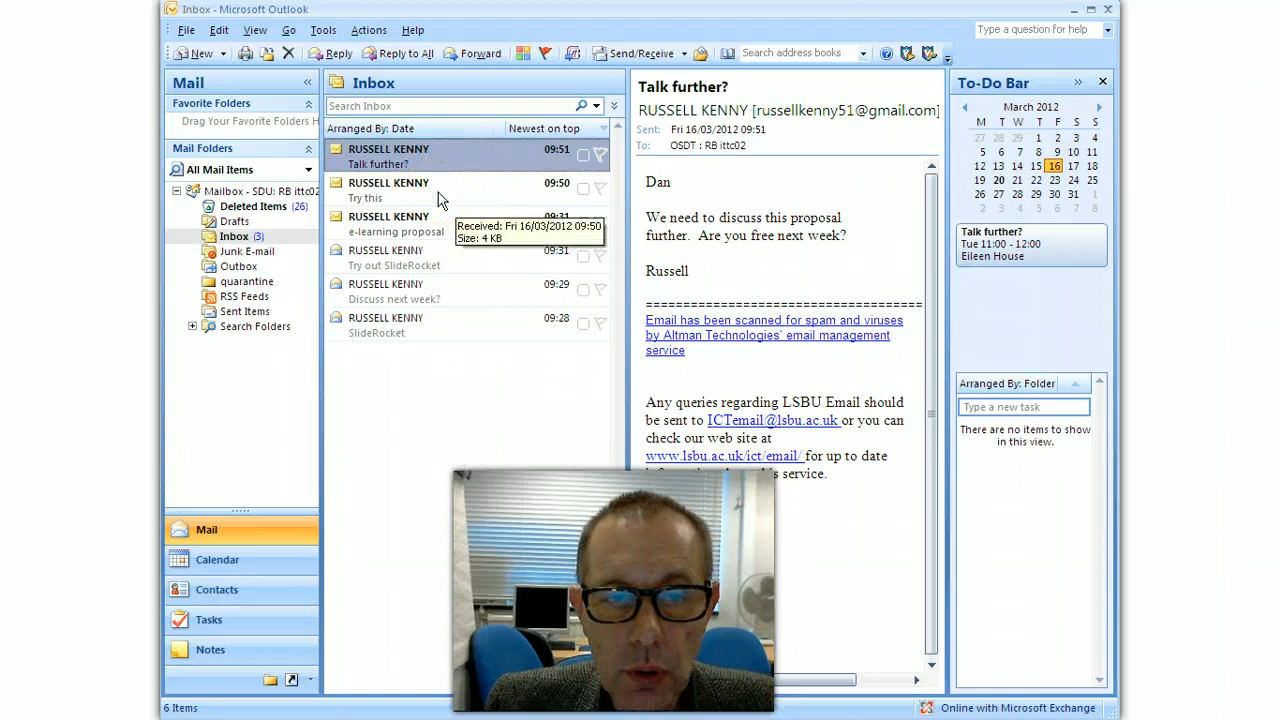 Inbox - Microsoft Outlook
File Edit View Go Tools Actions Help
Type a question for help
New Reply Reply to All Forward Send/Receive Search address books
Mail «
Favorite Folders
Drag Your Favorite Folders H
Mail Folders
All Mail Items
Mailbox - SDU: RB ittc02
Deleted Items (26)
Drafts
Inbox (3)
Junk E-mail
Outbox
quarantine
RSS Feeds
Sent Items
Search Folders
Mail
Calendar
Contacts
Tasks
Notes
Inbox
Search Inbox
Arranged By: Date Newest on top
RUSSELL KENNY 09:51
Talk further?
RUSSELL KENNY 09:50
Try this
RUSSELL KENNY 09:31
e-learning proposal
Received: Fri 16/03/2012 09:50
Size: 4 KB
RUSSELL KENNY 09:31
Try out SlideRocket
RUSSELL KENNY 09:29
Discuss next week?
RUSSELL KENNY 09:28
SlideRocket
Talk further?
RUSSELL KENNY [russellkenny51@gmail.com]
Sent: Fri 16/03/2012 09:51
To: OSDT : RB ittc02
Dan
We need to discuss this proposal
further. Are you free next week?
Russell
====================================
Email has been scanned for spam and viruses
by Altman Technologies' email management
service
Any queries regarding LSBU Email should
be sent to ICTemail@lsbu.ac.uk or you can
check our web site at
www.lsbu.ac.uk/ict/email/ for up to date
service.
To-Do Bar »
March 2012
M T W T F S S
27 28 29 1 2 3 4
5 6 7 8 9 10 11
12 13 14 15 16 17 18
19 20 21 22 23 24 25
26 27 28 29 30 31 1
2 3 4 5 6 7 8
Talk further?
Tue 11:00 - 12:00
Eileen House
Arranged By: Folder
Type a new task
There are no items to show
in this view.
6 Items
Online with Microsoft Exchange